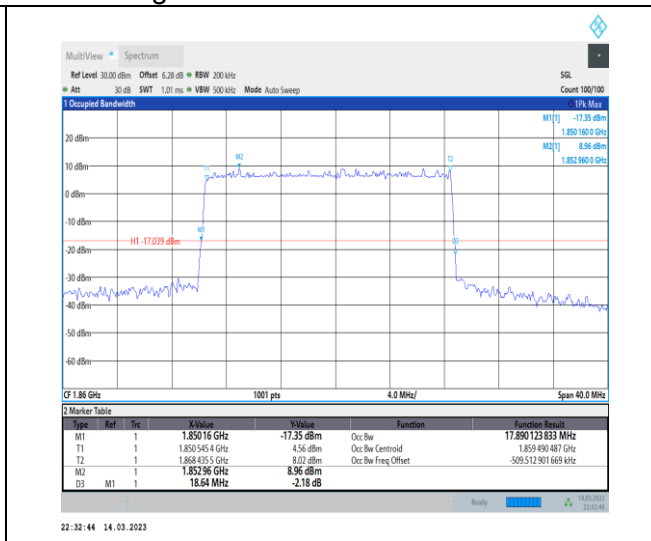 MultiView Spectrum
Ref Level 30.00 dBm Offset 6.28 dB RBW 200 kHz SGL
Att 30 dB SWT 1.01 ms VBW 500 kHz Mode Auto Sweep Count 100/100
1 Occupied Bandwidth 1Pk Max
M1[1] -17.35 dBm
1.850 160 0 GHz
M2[1] 8.96 dBm
1.852 960 0 GHz
20 dBm
M2
T2
T1
10 dBm
0 dBm
-10 dBm
M1
H1 -17.039 dBm
D3
-20 dBm
-30 dBm
-40 dBm
-50 dBm
-60 dBm
CF 1.86 GHz 1001 pts 4.0 MHz/ Span 40.0 MHz
2 Marker Table
Type Ref Trc X-Value Y-Value Function Function Result
M1 1 1.85016 GHz -17.35 dBm Occ Bw 17.890 123 833 MHz
T1 1 1.850 545 4 GHz 4.56 dBm Occ Bw Centroid 1.859 490 487 GHz
T2 1 1.868 435 5 GHz 8.02 dBm Occ Bw Freq Offset -509.512 901 669 kHz
M2 1 1.852 96 GHz 8.96 dBm
D3 M1 1 18.64 MHz -2.18 dB
Ready 14.03.2023
22:32:44
22:32:44 14.03.2023